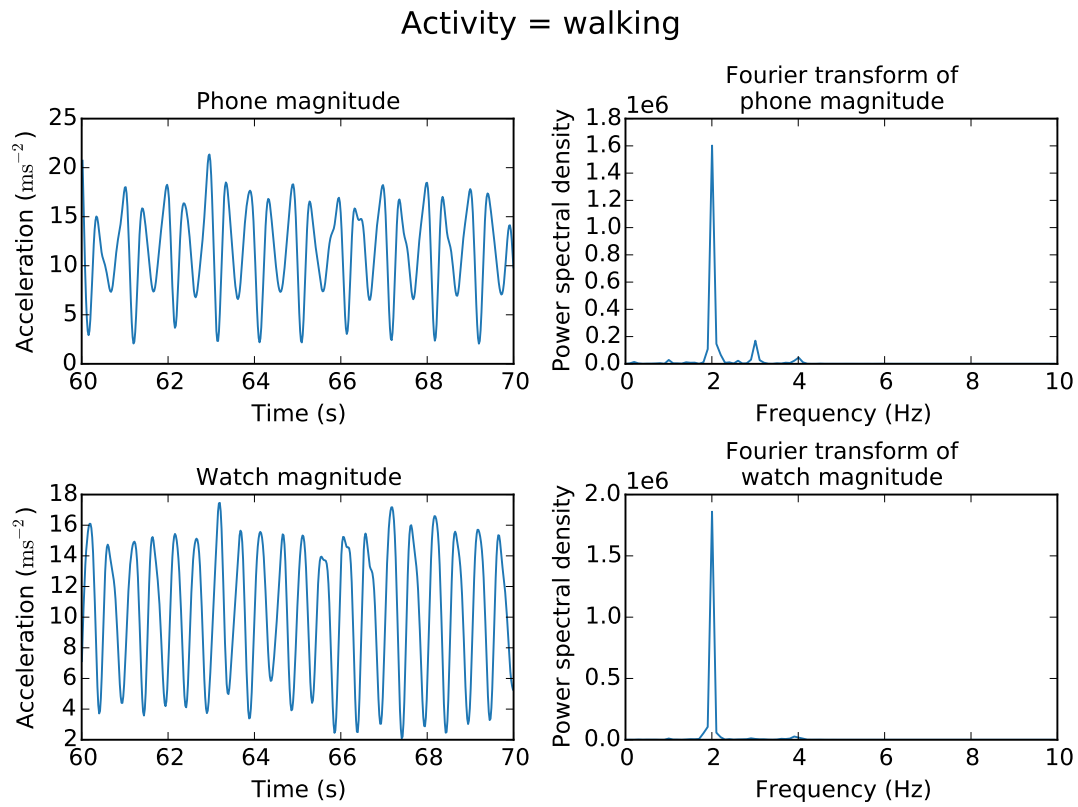 Activity = walking
Phone magnitude
25
20
15
10
5
0
Acceleration (ms⁻²)
60 62 64 66 68 70
Time (s)
Fourier transform of
phone magnitude
1e6
1.8
1.6
1.4
1.2
1.0
0.8
0.6
0.4
0.2
0.0
Power spectral density
0 2 4 6 8 10
Frequency (Hz)
Watch magnitude
18
16
14
12
10
8
6
4
2
Acceleration (ms⁻²)
60 62 64 66 68 70
Time (s)
Fourier transform of
watch magnitude
1e6
2.0
1.5
1.0
0.5
0.0
Power spectral density
0 2 4 6 8 10
Frequency (Hz)